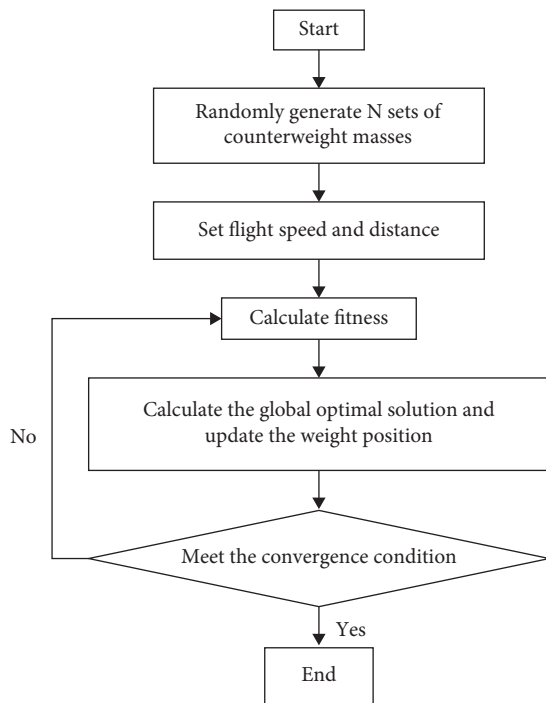 Start
Randomly generate N sets of
counterweight masses
Set flight speed and distance
Calculate fitness
Calculate the global optimal solution and
update the weight position
No
Meet the convergence condition
Yes
End